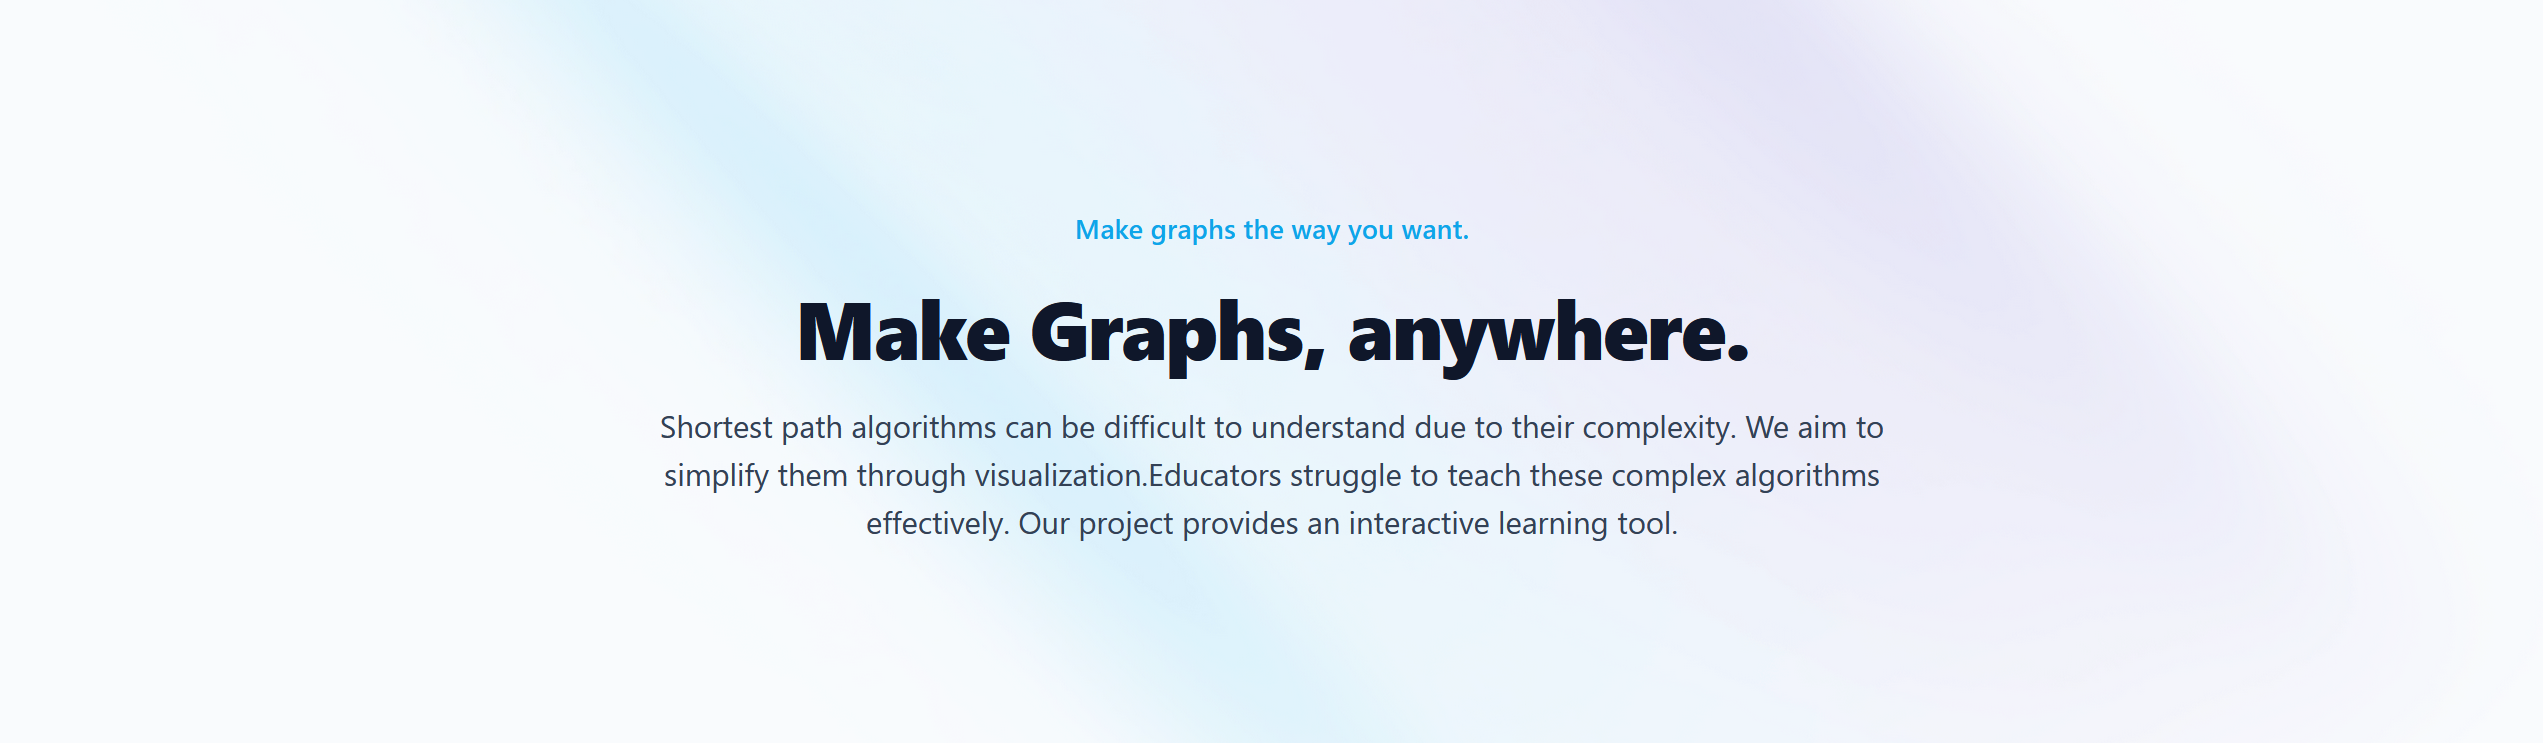 Make graphs the way you want.
Make Graphs, anywhere.
Shortest path algorithms can be difficult to understand due to their complexity. We aim to
simplify them through visualization.Educators struggle to teach these complex algorithms
effectively. Our project provides an interactive learning tool.